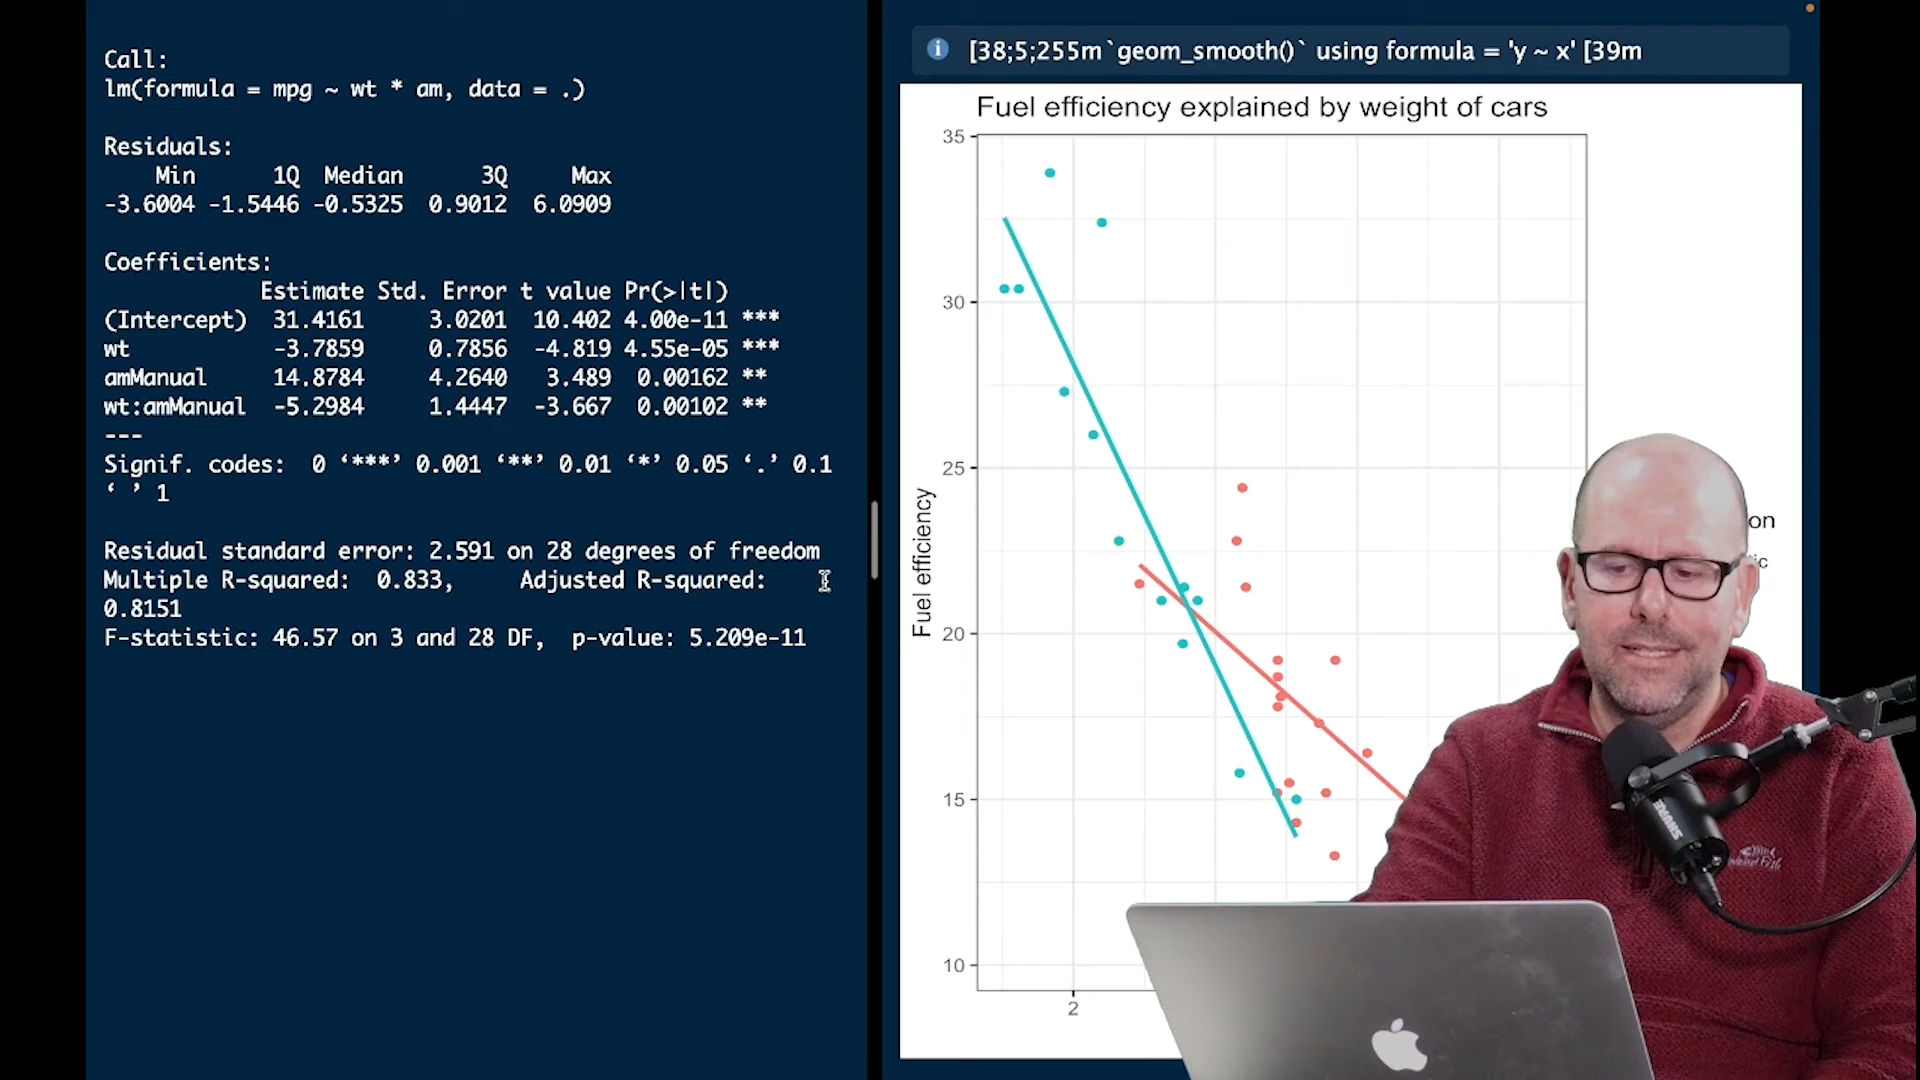 Call:
lm(formula = mpg ~ wt * am, data = .)
Residuals:
Min 1Q Median 3Q Max
-3.6004 -1.5446 -0.5325 0.9012 6.0909
Coefficients:
Estimate Std. Error t value Pr(>|t|)
(Intercept) 31.4161 3.0201 10.402 4.00e-11 ***
wt -3.7859 0.7856 -4.819 4.55e-05 ***
amManual 14.8784 4.2640 3.489 0.00162 **
wt:amManual -5.2984 1.4447 -3.667 0.00102 **
---
Signif. codes: 0 ‘***’ 0.001 ‘**’ 0.01 ‘*’ 0.05 ‘.’ 0.1
‘ ’ 1
Residual standard error: 2.591 on 28 degrees of freedom
Multiple R-squared: 0.833, Adjusted R-squared:
0.8151
F-statistic: 46.57 on 3 and 28 DF, p-value: 5.209e-11
[38;5;255m`geom_smooth()` using formula = 'y ~ x' [39m
Fuel efficiency explained by weight of cars
35
30
25
20
15
10
Fuel efficiency
2
on
ic
SHURE